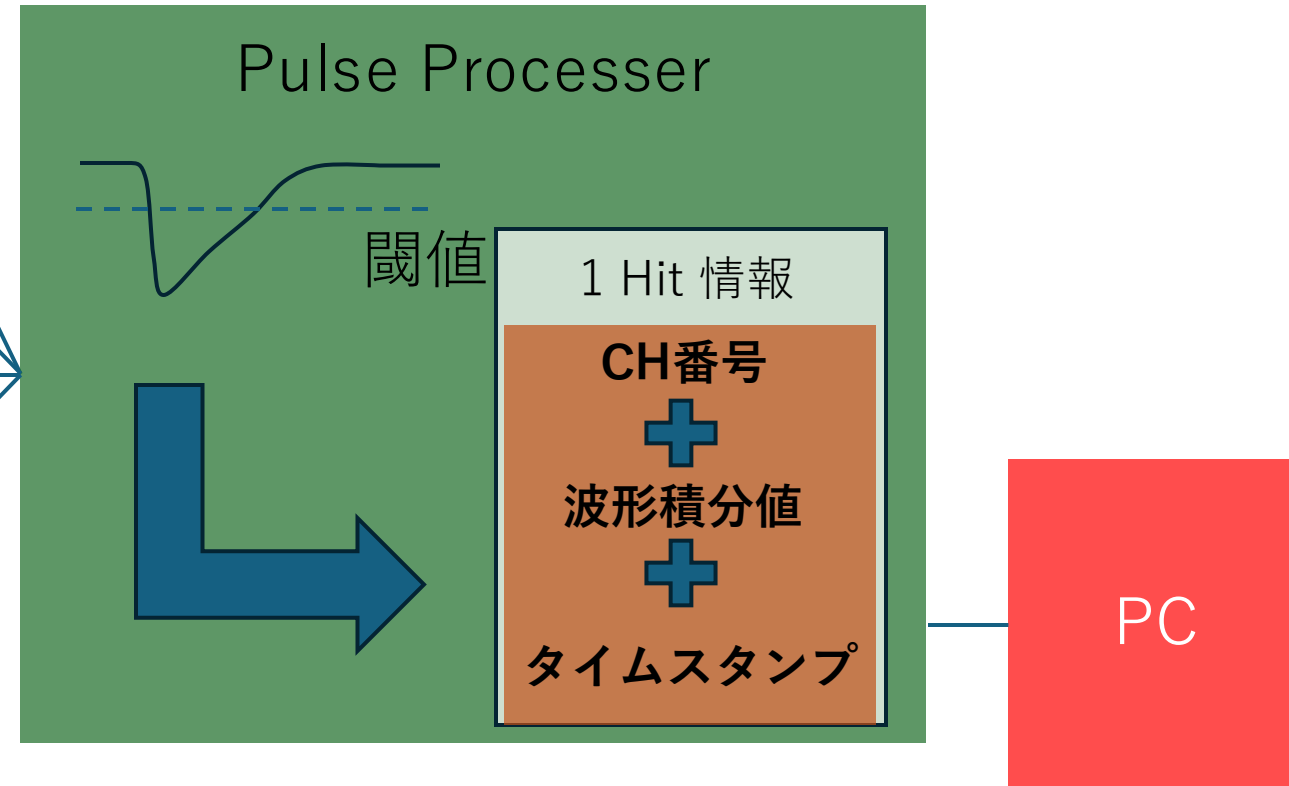 Pulse Processer
閾値
1 Hit 情報
CH番号
波形積分値
タイムスタンプ
PC